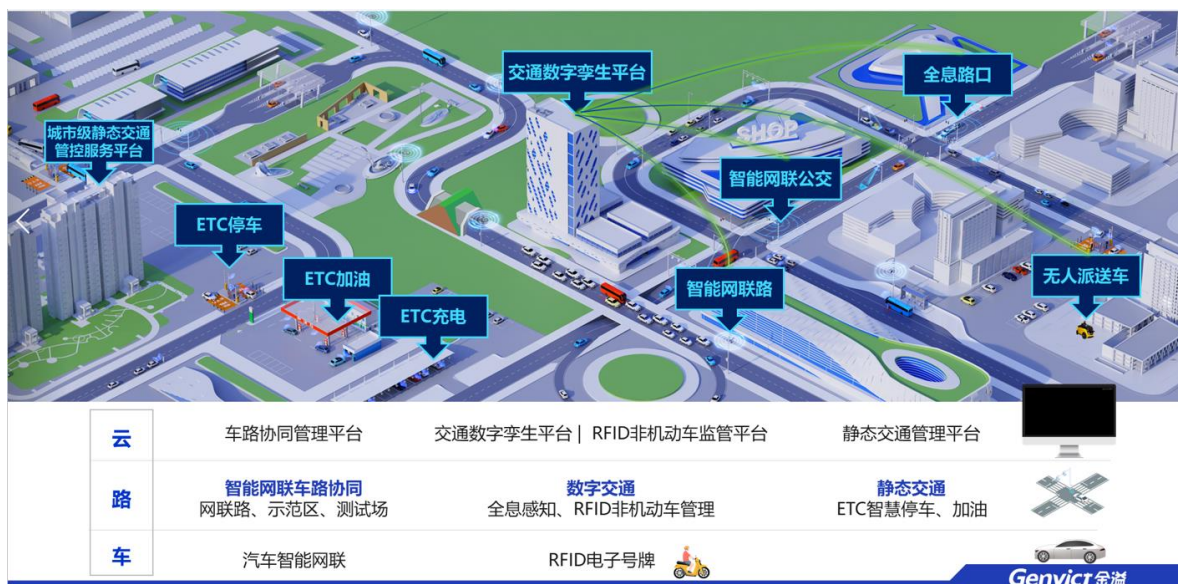 交通数字孪生平台
全息路口
城市级静态交通
管控服务平台
SHOP
智能网联公交
ETC停车
ETC加油
智能网联路
无人派送车
ETC充电
云
车路协同管理平台
交通数字孪生平台 | RFID非机动车监管平台
静态交通管理平台
路
智能网联车路协同
网联路、示范区、测试场
数字交通
全息感知、RFID非机动车管理
静态交通
ETC智慧停车、加油
车
汽车智能网联
RFID电子号牌
Genvict 金溢